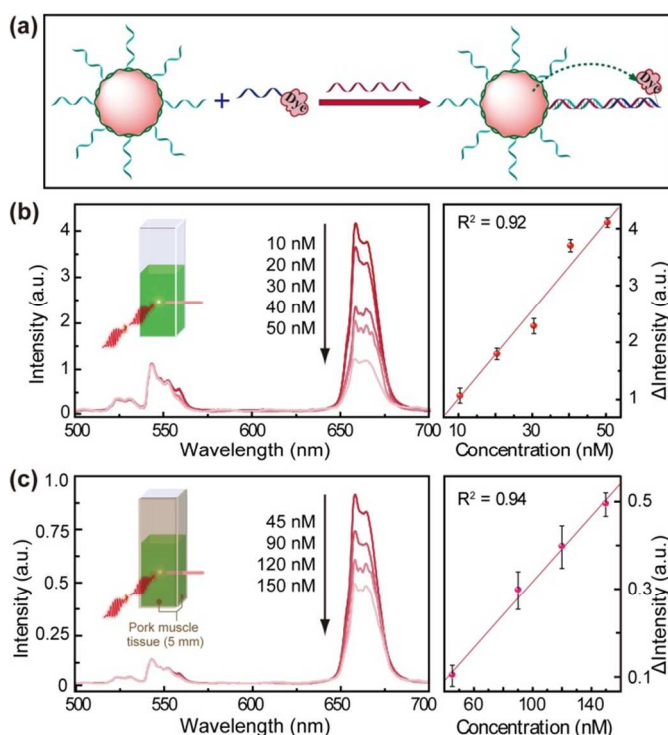 (a)
+
Dye
Dye
(b)
Intensity (a.u.)
4
3
2
1
0
10 nM
20 nM
30 nM
40 nM
50 nM
500
550
600
650
700
Wavelength (nm)
R² = 0.92
4
3
2
1
ΔIntensity (a.u.)
10
20
30
40
50
Concentration (nM)
(c)
Intensity (a.u.)
1.0
0.75
0.5
0.25
0
45 nM
90 nM
120 nM
150 nM
Pork muscle
tissue (5 mm)
500
550
600
650
700
Wavelength (nm)
R² = 0.94
0.5
0.3
0.1
ΔIntensity (a.u.)
60
80
100
120
140
Concentration (nM)